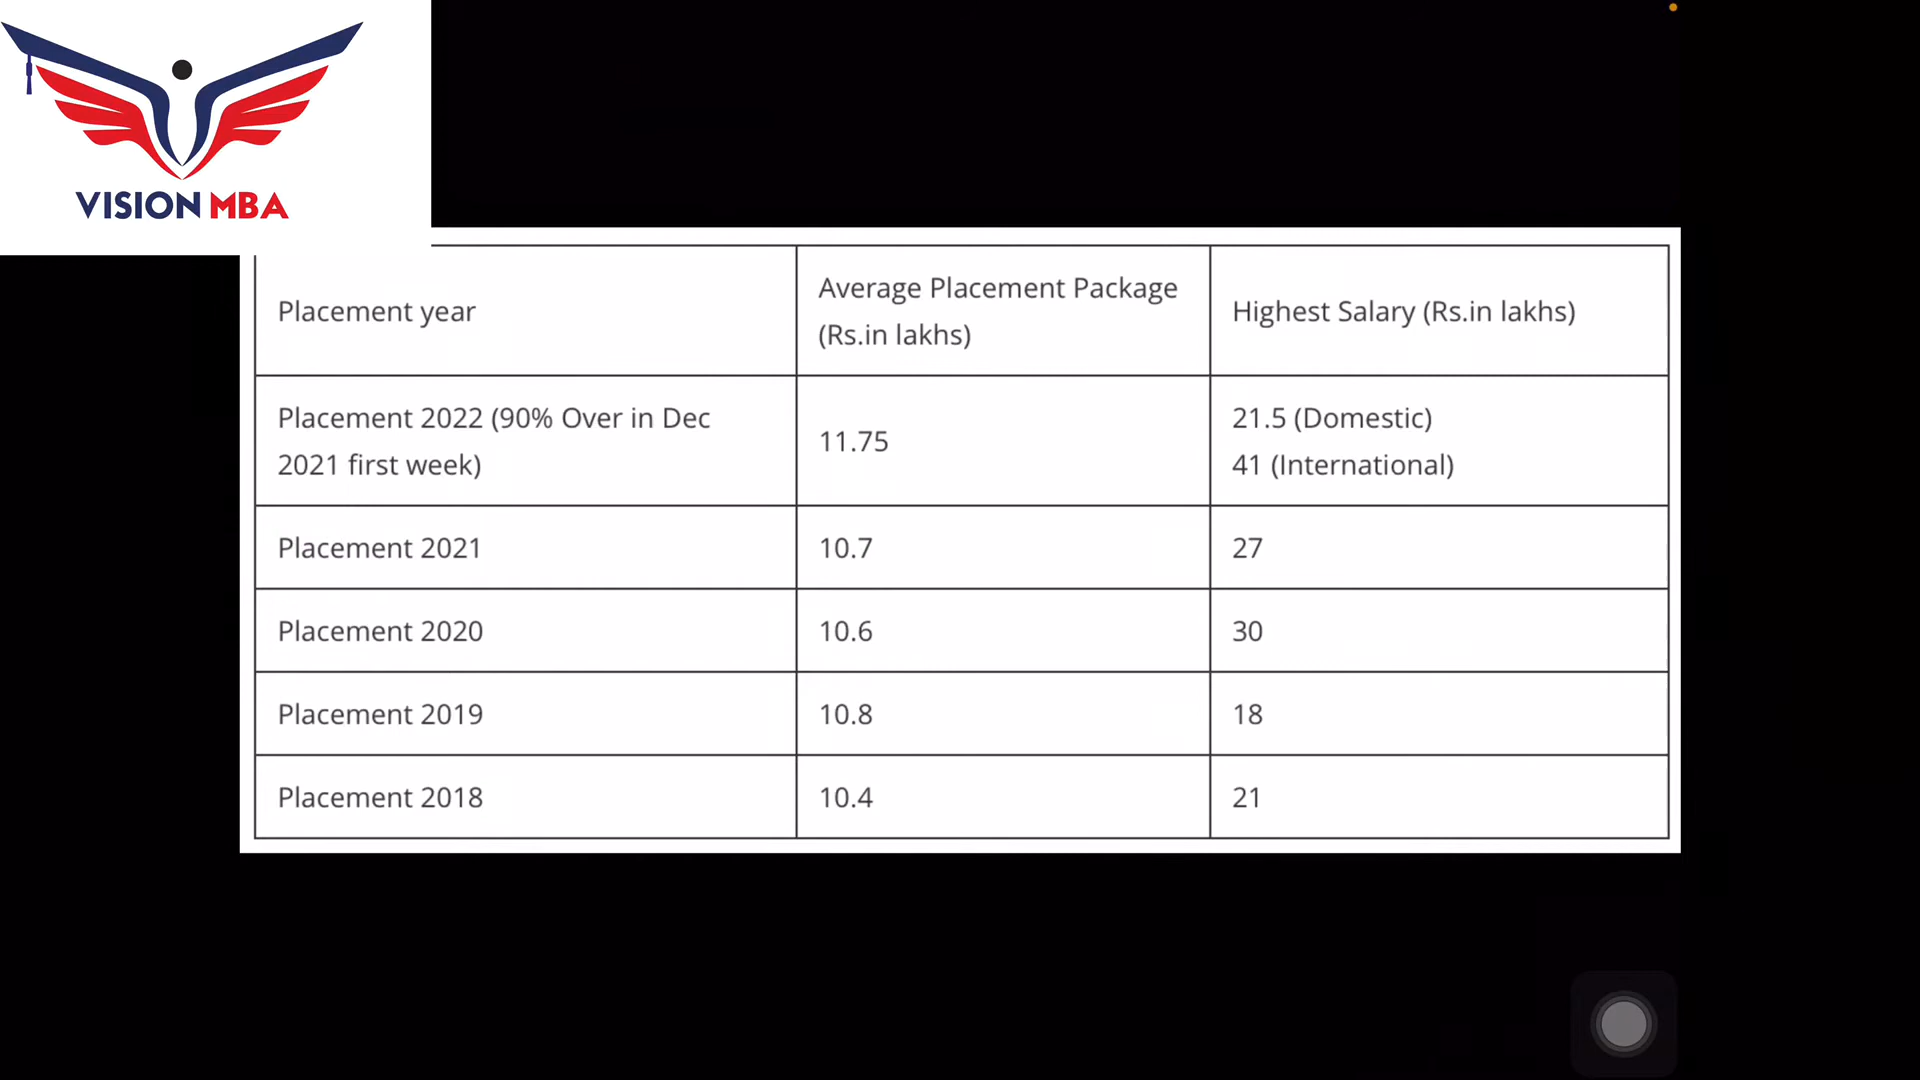 VISION MBA
Placement year
Average Placement Package
(Rs.in lakhs)
Highest Salary (Rs.in lakhs)
Placement 2022 (90% Over in Dec
2021 first week)
11.75
21.5 (Domestic)
41 (International)
Placement 2021
10.7
27
Placement 2020
10.6
30
Placement 2019
10.8
18
Placement 2018
10.4
21